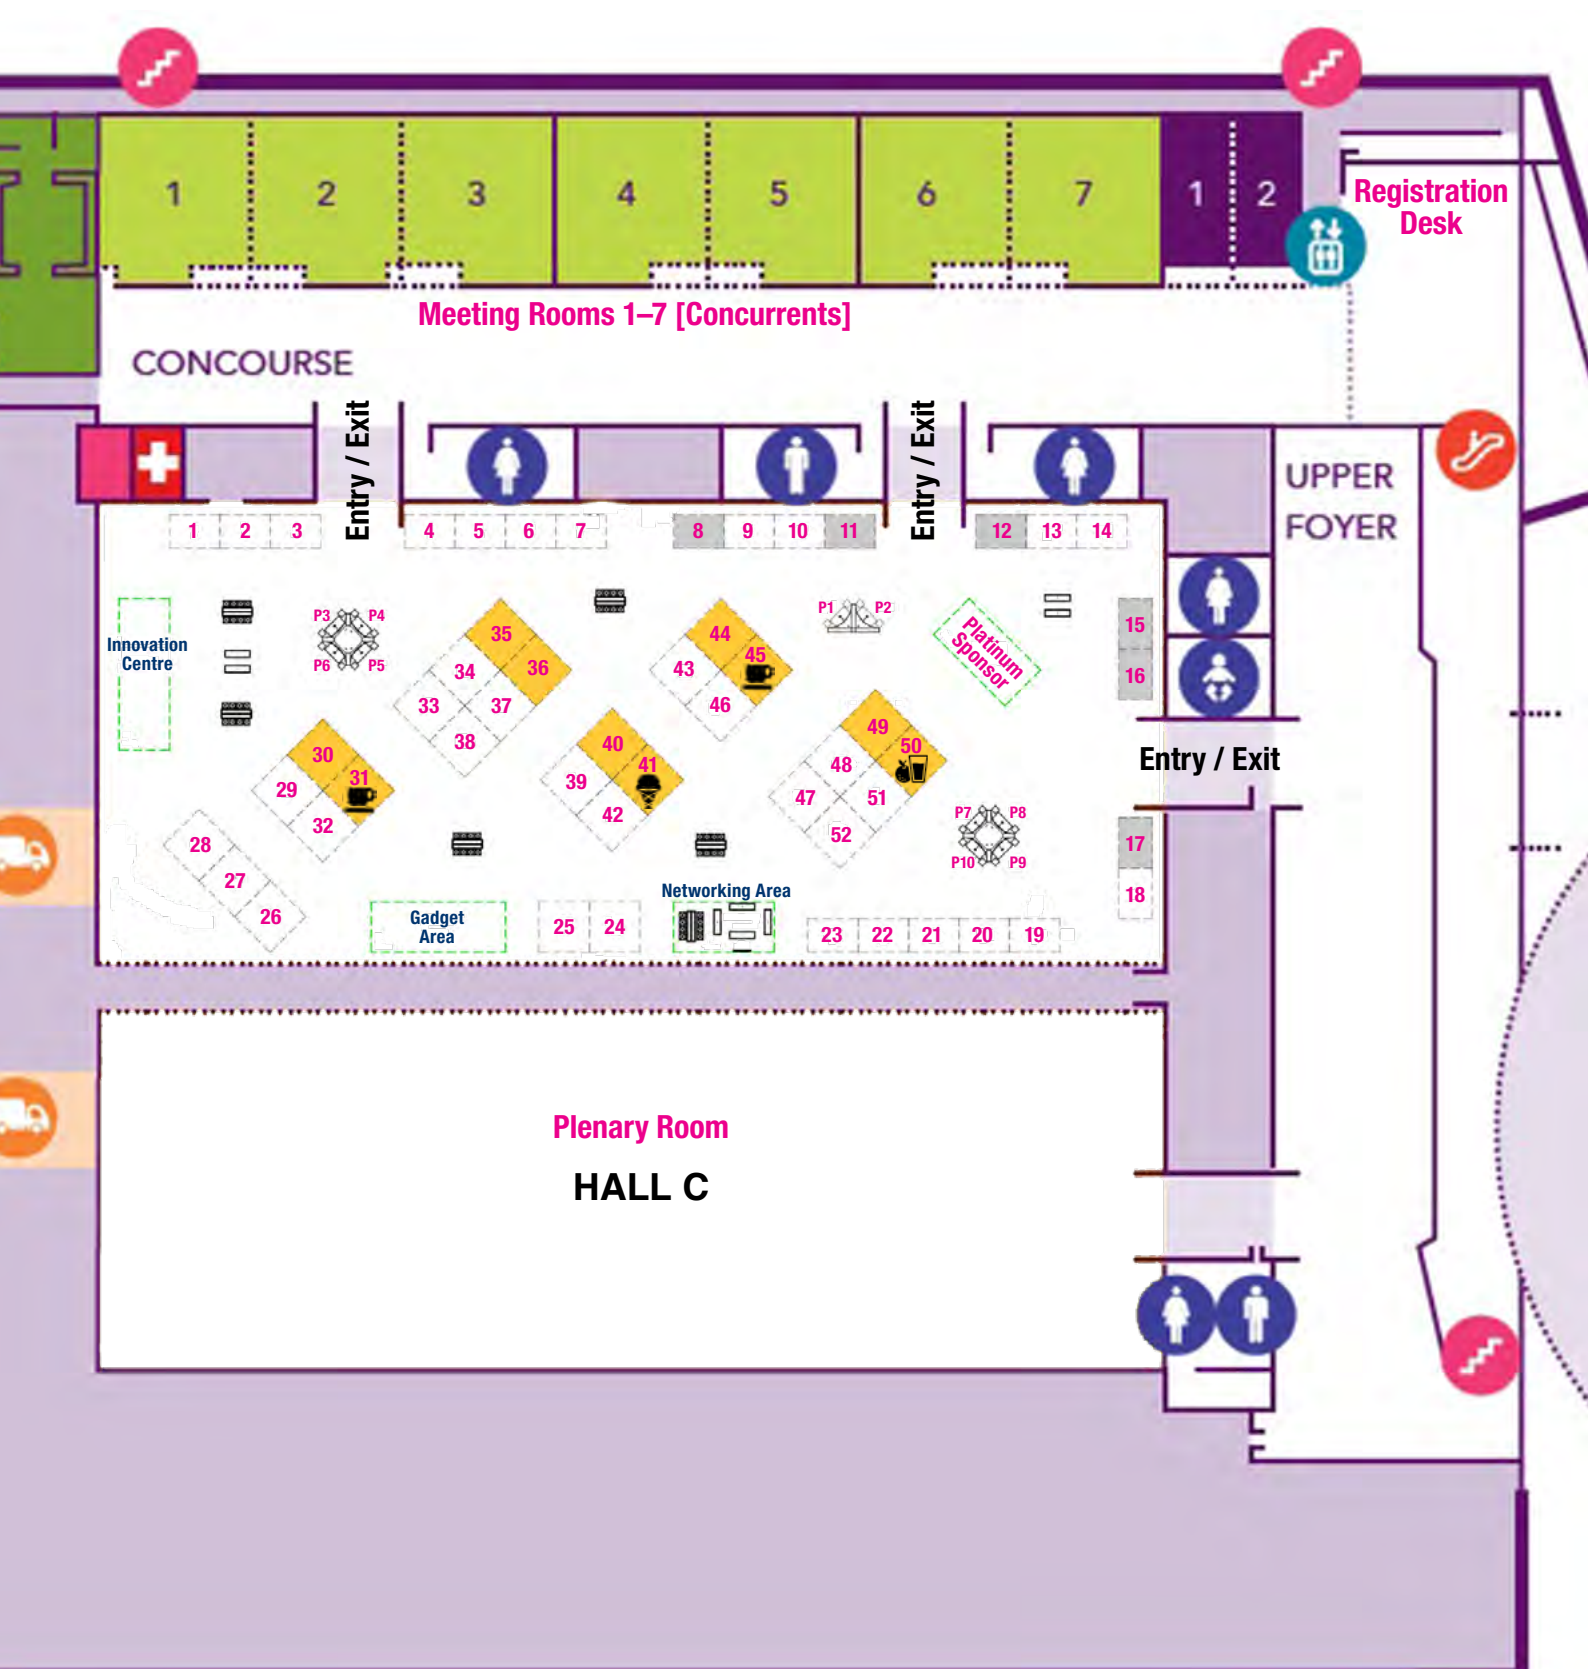 1 2 3 4 5 6 7 1 2
Registration
Desk
Meeting Rooms 1–7 [Concurrents]
CONCOURSE
Entry / Exit
Entry / Exit
UPPER
FOYER
1 2 3 4 5 6 7 8 9 10 11 12 13 14
Innovation
Centre
P3 P4
P6 P5
35
34 36
33 37
38
44
43 45
46
P1 P2
Platinum
Sponsor
15
16
30
29 31
32
40
39 41
42
49
48 50
47 51
52
Entry / Exit
P7 P8
P10 P9
17
18
28
27
26
Gadget
Area
25 24
Networking Area
23 22 21 20 19
Plenary Room
HALL C